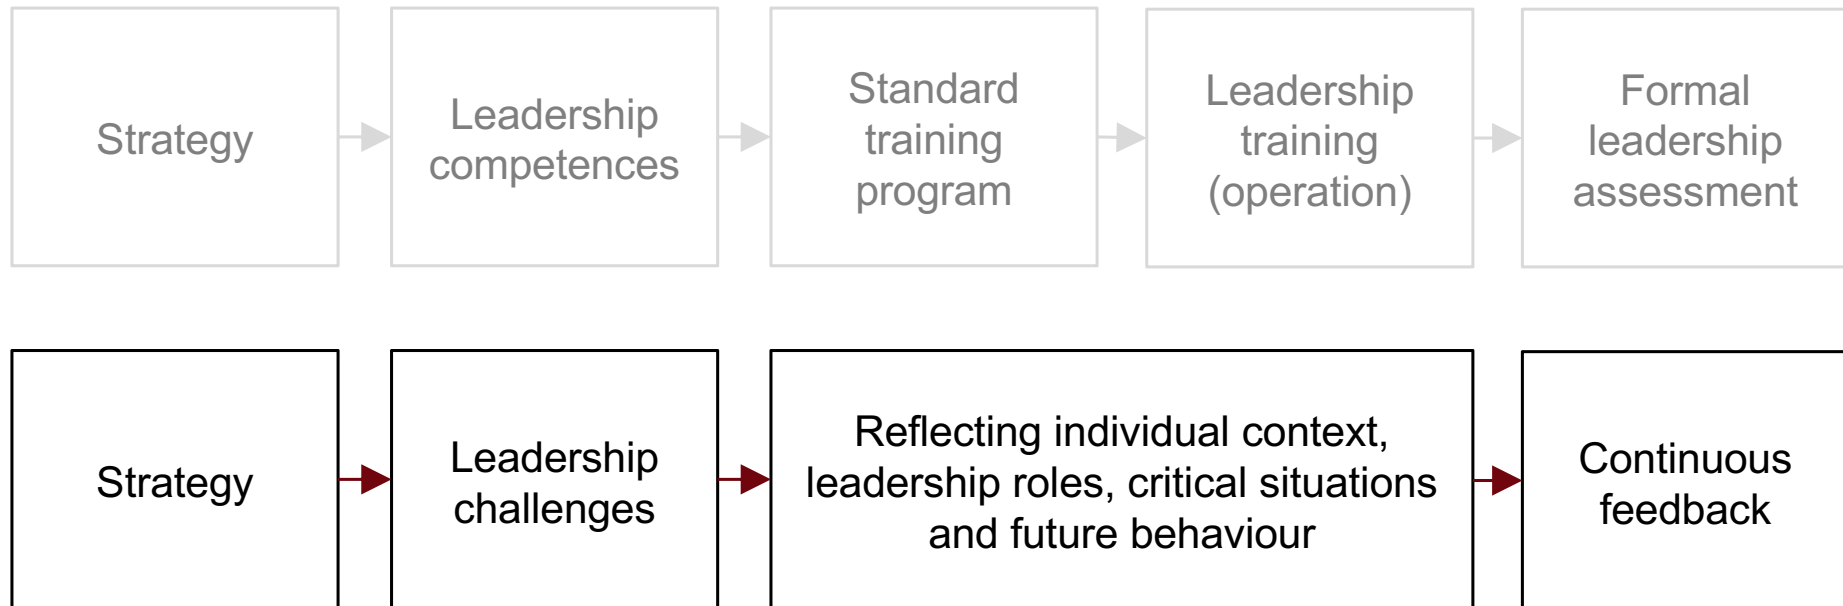 Strategy
Leadership
competences
Standard
training
program
Leadership
training
(operation)
Formal
leadership
assessment
Strategy
Leadership
challenges
Reflecting individual context,
leadership roles, critical situations
and future behaviour
Continuous
feedback